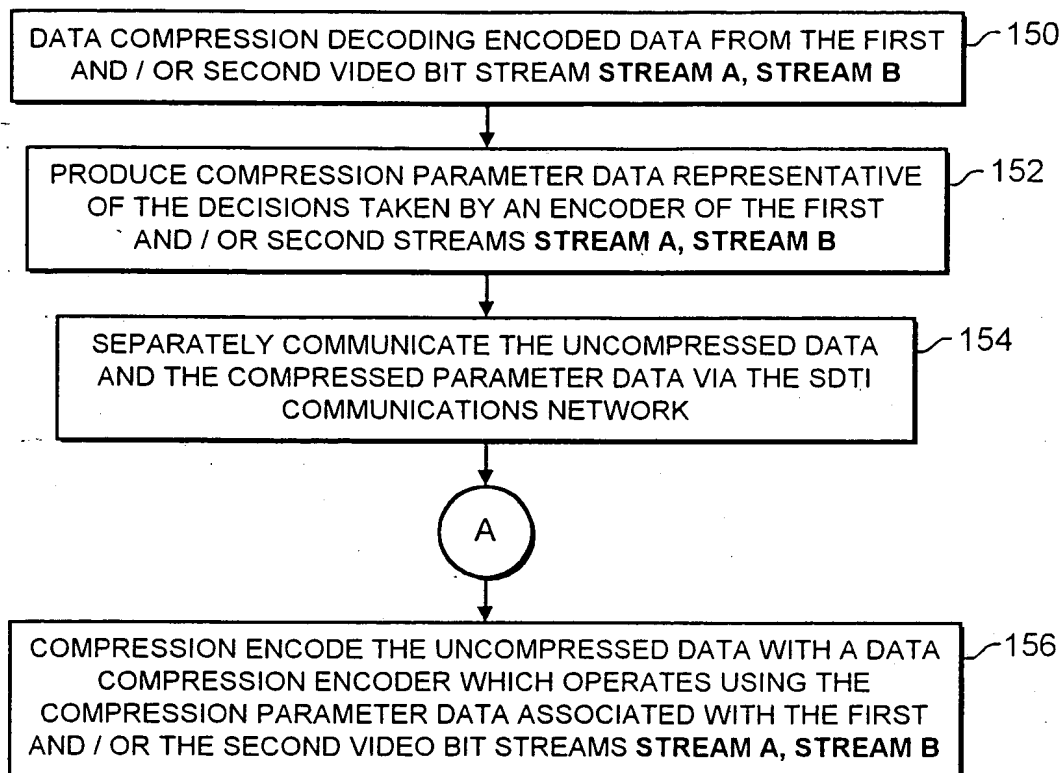 DATA COMPRESSION DECODING ENCODED DATA FROM THE FIRST
AND / OR SECOND VIDEO BIT STREAM STREAM A, STREAM B
150
PRODUCE COMPRESSION PARAMETER DATA REPRESENTATIVE
OF THE DECISIONS TAKEN BY AN ENCODER OF THE FIRST
AND / OR SECOND STREAMS STREAM A, STREAM B
152
SEPARATELY COMMUNICATE THE UNCOMPRESSED DATA
AND THE COMPRESSED PARAMETER DATA VIA THE SDTI
COMMUNICATIONS NETWORK
154
A
COMPRESSION ENCODE THE UNCOMPRESSED DATA WITH A DATA
COMPRESSION ENCODER WHICH OPERATES USING THE
COMPRESSION PARAMETER DATA ASSOCIATED WITH THE FIRST
AND / OR THE SECOND VIDEO BIT STREAMS STREAM A, STREAM B
156